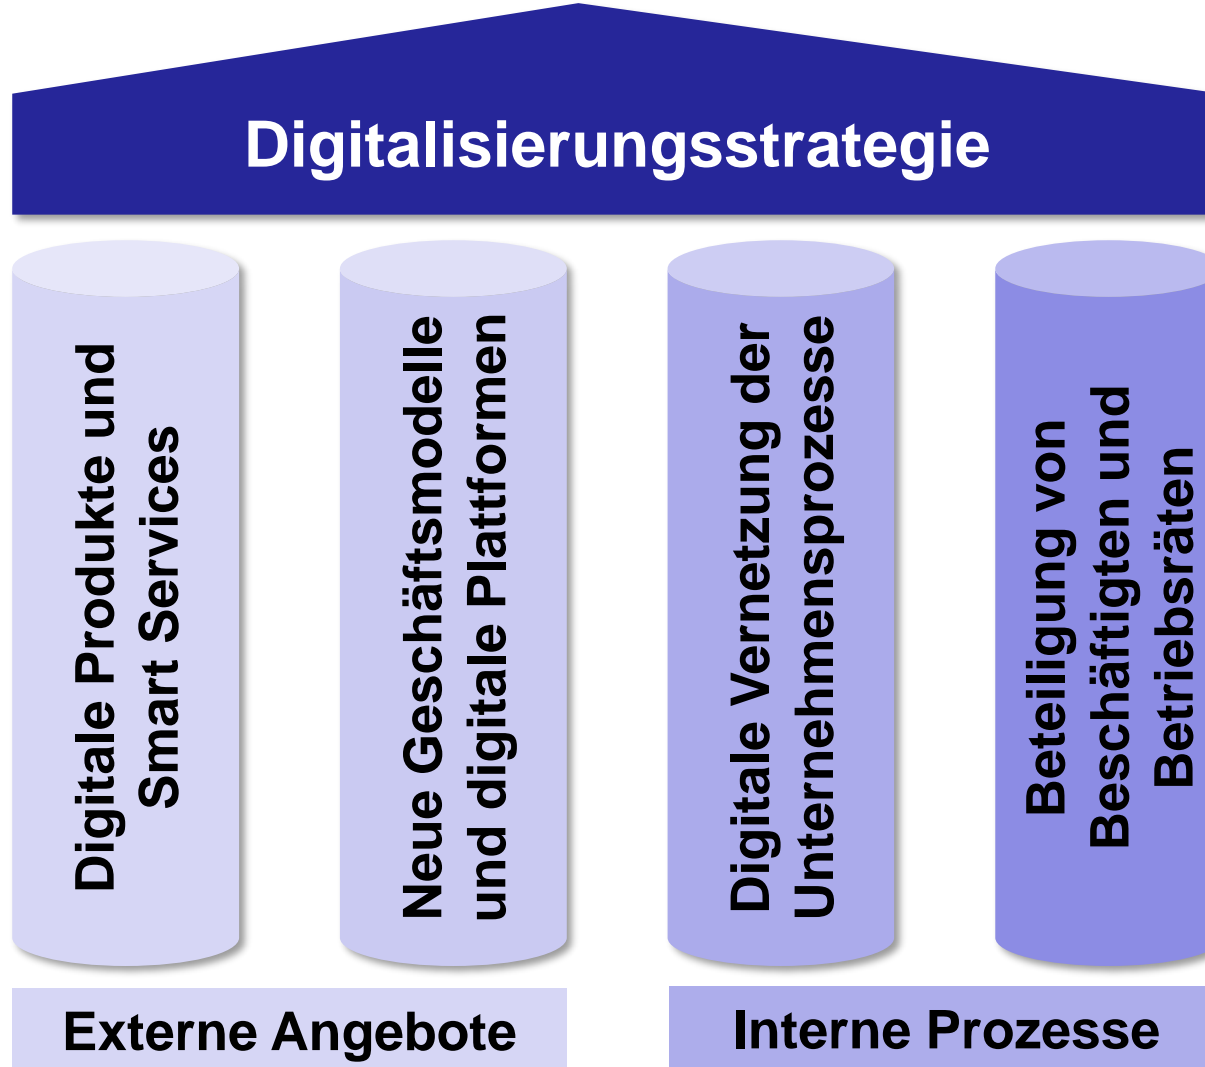 Digitalisierungsstrategie
Digitale Produkte und
Smart Services
Neue Geschäftsmodelle
und digitale Plattformen
Digitale Vernetzung der
Unternehmensprozesse
Beteiligung von
Beschäftigten und
Betriebsräten
Externe Angebote
Interne Prozesse